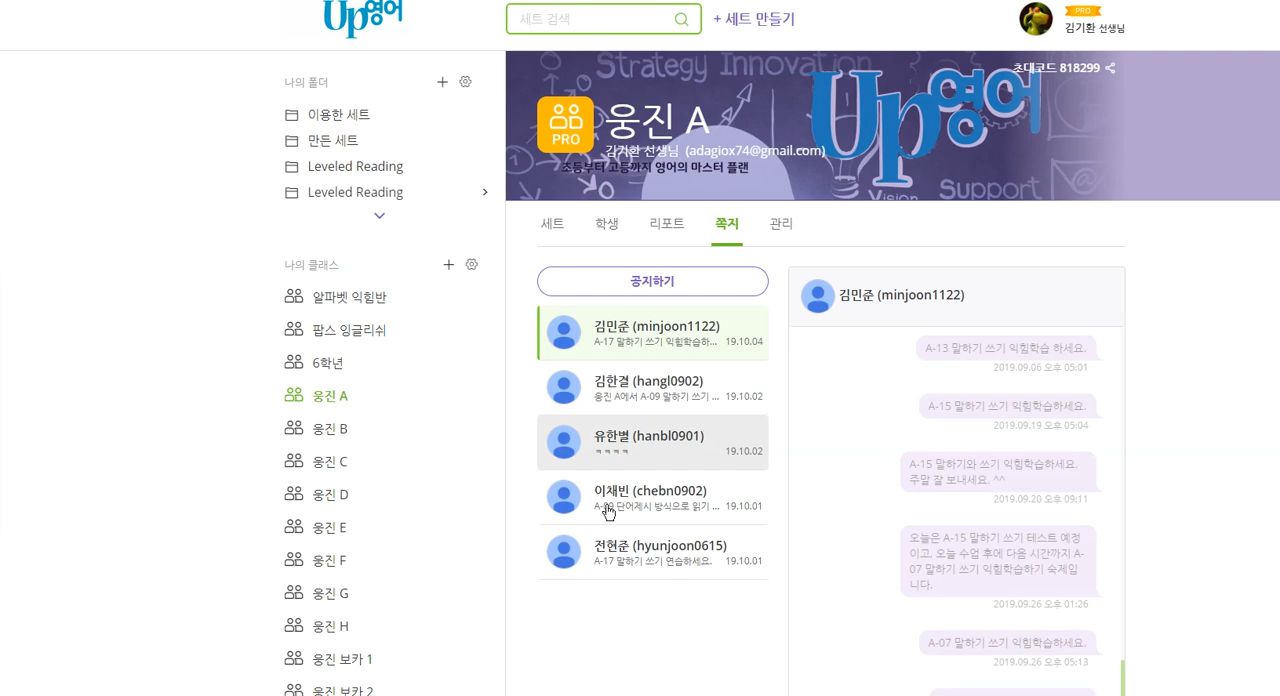 Up영어
세트 검색
+ 세트 만들기
PRO
김기환 선생님
나의 폴더
이용한 세트
만든 세트
Leveled Reading
Leveled Reading
나의 클래스
알파벳 익힘반
팝스 잉글리쉬
6학년
웅진 A
웅진 B
웅진 C
웅진 D
웅진 E
웅진 F
웅진 G
웅진 H
웅진 보카 1
웅진 보카 2
Strategy Innovation
초대코드 818299
Up영어
PRO
웅진 A
김기환 선생님 (adagiox74@gmail.com)
초등부터 고등까지 영어의 마스터 플랜
Vision
Support
세트
학생
리포트
쪽지
관리
공지하기
김민준 (minjoon1122)
A-17 말하기 쓰기 익힘학습하... 19.10.04
김한결 (hangl0902)
웅진 A에서 A-09 말하기 쓰기 ... 19.10.02
유한별 (hanbl0901)
ㅋㅋㅋㅋ 19.10.02
이채빈 (chebn0902)
A-09 단어제시 방식으로 읽기 ... 19.10.01
전현준 (hyunjoon0615)
A-17 말하기 쓰기 연습하세요. 19.10.01
김민준 (minjoon1122)
A-13 말하기 쓰기 익힘학습 하세요.
2019.09.06 오후 05:01
A-15 말하기 쓰기 익힘학습하세요.
2019.09.19 오후 05:04
A-15 말하기와 쓰기 익힘학습하세요.
주말 잘 보내세요. ^^
2019.09.20 오후 09:11
오늘은 A-15 말하기 쓰기 테스트 예정
이고, 오늘 수업 후에 다음 시간까지 A-
07 말하기 쓰기 익힘학습하기 숙제입
니다.
2019.09.26 오후 01:26
A-07 말하기 쓰기 익힘학습하세요.
2019.09.26 오후 05:13